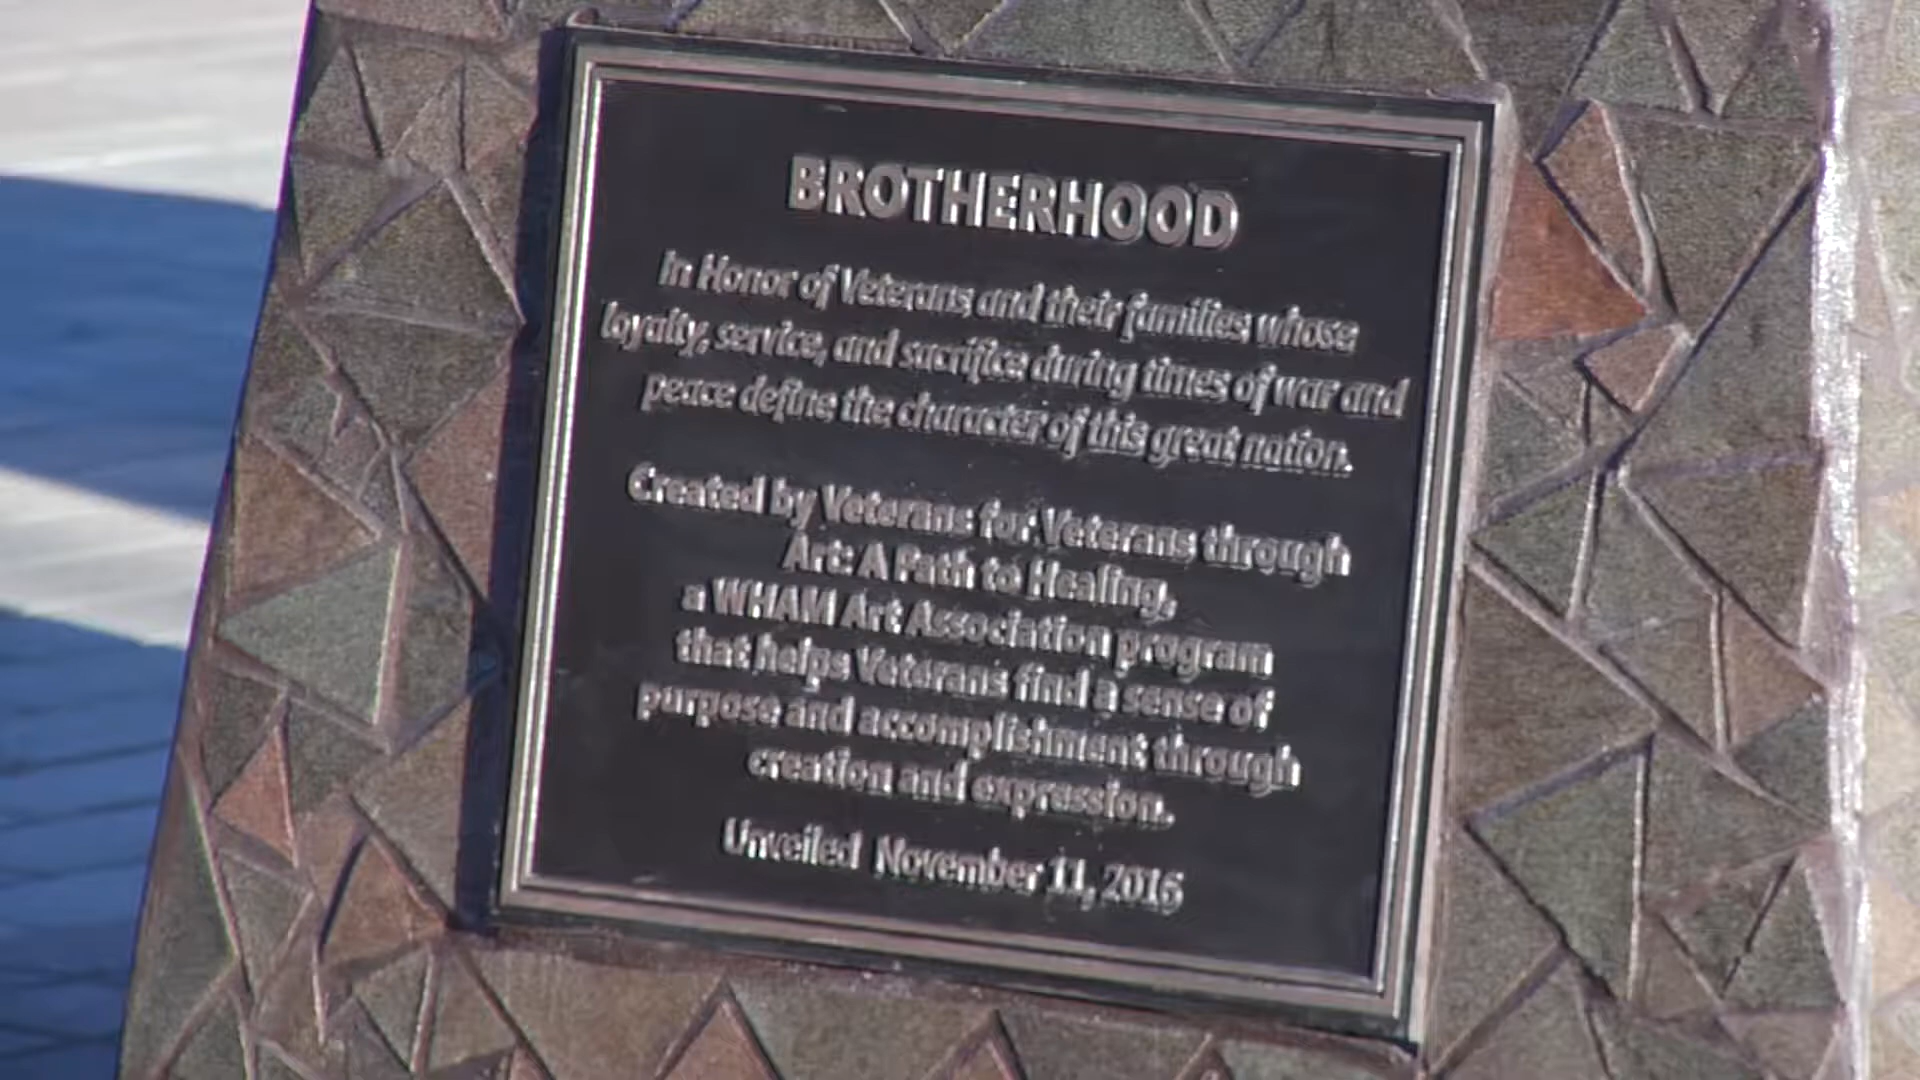 BROTHERHOOD
In Honor of Veterans and their families whose
loyalty, service, and sacrifice during times of war and
peace define the character of this great nation.
Created by Veterans for Veterans through
Art: A Path to Healing,
a WHAM Art Association program
that helps Veterans find a sense of
purpose and accomplishment through
creation and expression.
Unveiled November 11, 2016